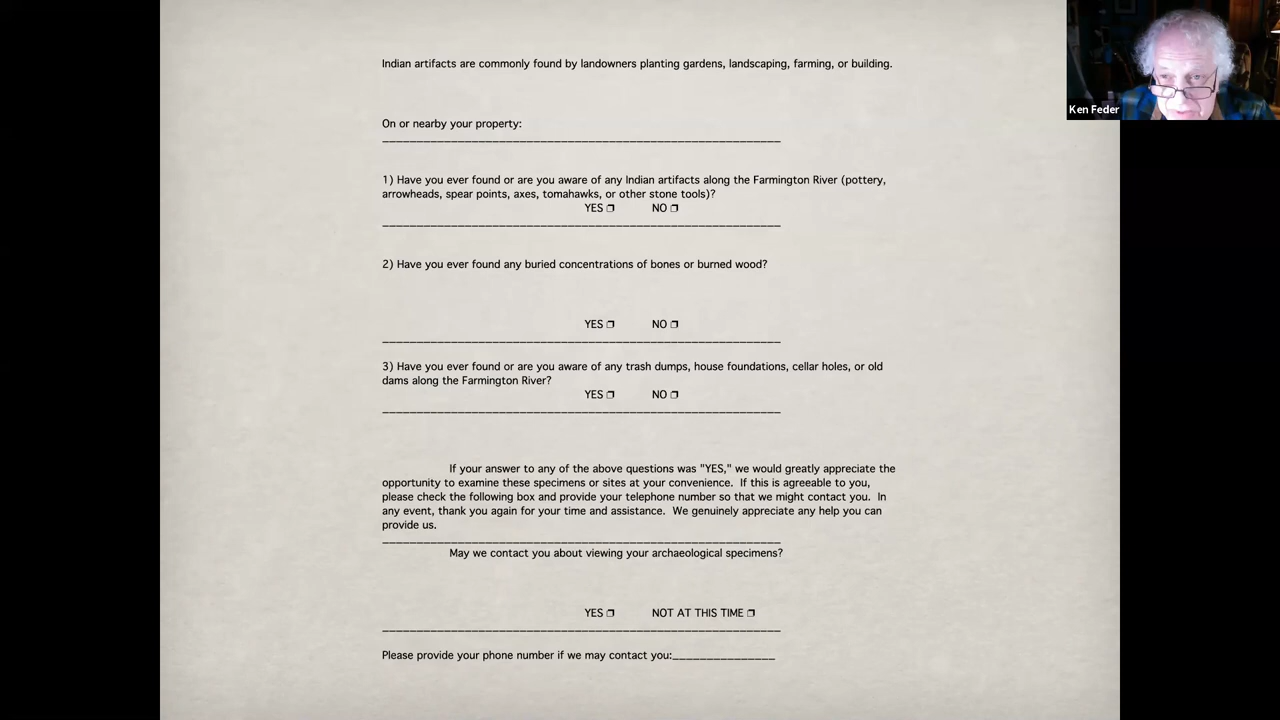 Indian artifacts are commonly found by landowners planting gardens, landscaping, farming, or building.
Ken Feder
On or nearby your property:
1) Have you ever found or are you aware of any Indian artifacts along the Farmington River (pottery,
arrowheads, spear points, axes, tomahawks, or other stone tools)?
YES ❐ NO ❐
2) Have you ever found any buried concentrations of bones or burned wood?
YES ❐ NO ❐
3) Have you ever found or are you aware of any trash dumps, house foundations, cellar holes, or old
dams along the Farmington River?
YES ❐ NO ❐
If your answer to any of the above questions was "YES," we would greatly appreciate the
opportunity to examine these specimens or sites at your convenience. If this is agreeable to you,
please check the following box and provide your telephone number so that we might contact you. In
any event, thank you again for your time and assistance. We genuinely appreciate any help you can
provide us.
May we contact you about viewing your archaeological specimens?
YES ❐ NOT AT THIS TIME ❐
Please provide your phone number if we may contact you:_______________